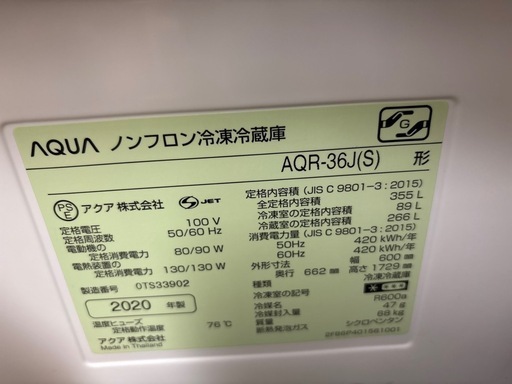 AQUA ノンフロン冷凍冷蔵庫
G
AQR-36J(S) 形
PS E アクア 株式会社 S JET
定格電圧 100 V
定格周波数 50/60 Hz
電動機の
定格消費電力 80/90 W
電熱装置の
定格消費電力 130/130 W
製造番号 0TS33902
2020 年製
温度ヒューズ
定格動作温度 76℃
アクア 株式会社
Made in Thailand
定格内容積 (JIS C 9801-3 : 2015)
全定格内容積 355 L
冷凍室の内容積 89 L
冷蔵室の内容積 266 L
消費電力量 (JIS C 9801-3 : 2015)
50Hz 420 kWh/年
60Hz 420 kWh/年
外形寸法 幅 600 mm
奥行 662 mm 高さ 1729 mm
種類 冷凍冷蔵庫
冷凍室の記号
冷媒 R600a
冷媒封入量 47 g
質量 68 kg
断熱発泡ガス シクロペンタン